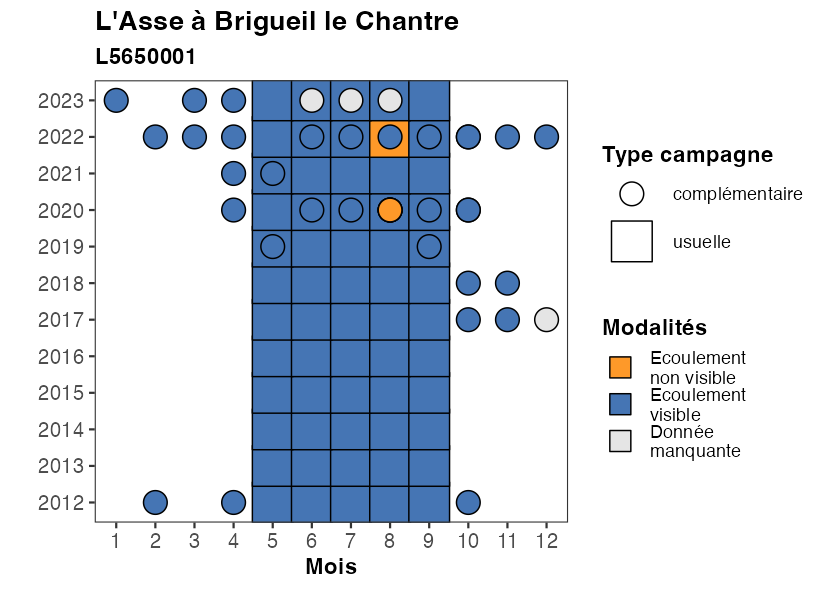 L'Asse à Brigueil le Chantre
L5650001
2023
2022
2021
2020
2019
2018
2017
2016
2015
2014
2013
2012
1 2 3 4 5 6 7 8 9 10 11 12
Mois
Type campagne
complémentaire
usuelle
Modalités
Ecoulement
non visible
Ecoulement
visible
Donnée
manquante